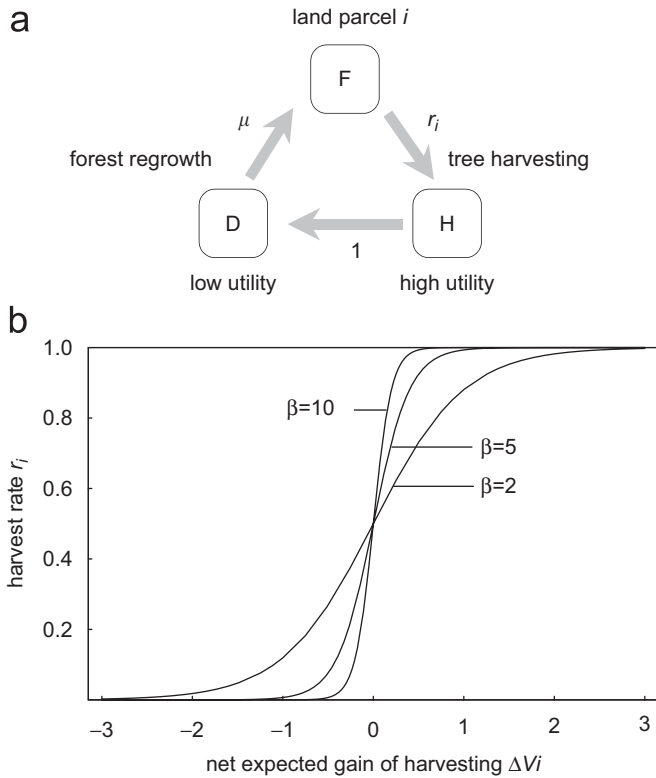 a
land parcel i
F
μ
r_i
forest regrowth
tree harvesting
D
H
1
low utility
high utility
b
1.0
0.8
0.6
0.4
0.2
harvest rate r_i
β=10
β=5
β=2
−3 −2 −1 0 1 2 3
net expected gain of harvesting ΔVi